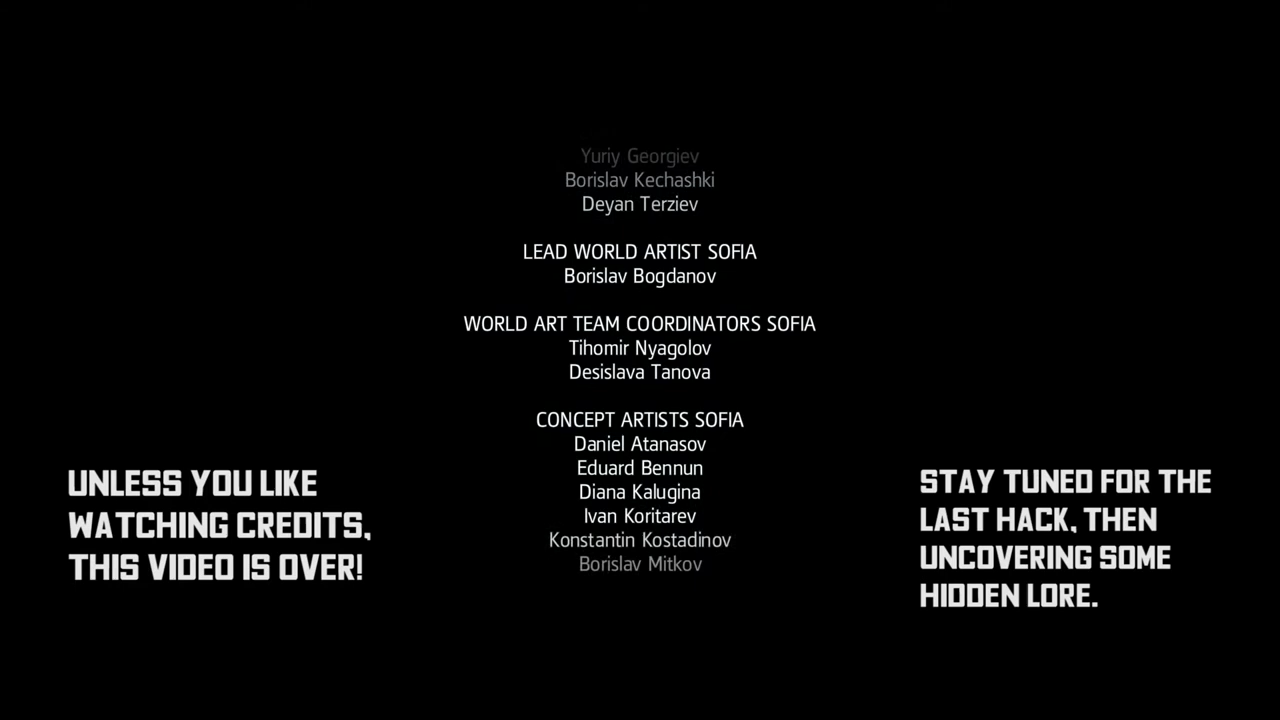 Yuriy Georgiev
Borislav Kechashki
Deyan Terziev
LEAD WORLD ARTIST SOFIA
Borislav Bogdanov
WORLD ART TEAM COORDINATORS SOFIA
Tihomir Nyagolov
Desislava Tanova
CONCEPT ARTISTS SOFIA
Daniel Atanasov
Eduard Bennun
Diana Kalugina
Ivan Koritarev
Konstantin Kostadinov
Borislav Mitkov
UNLESS YOU LIKE
WATCHING CREDITS,
THIS VIDEO IS OVER!
STAY TUNED FOR THE
LAST HACK, THEN
UNCOVERING SOME
HIDDEN LORE.